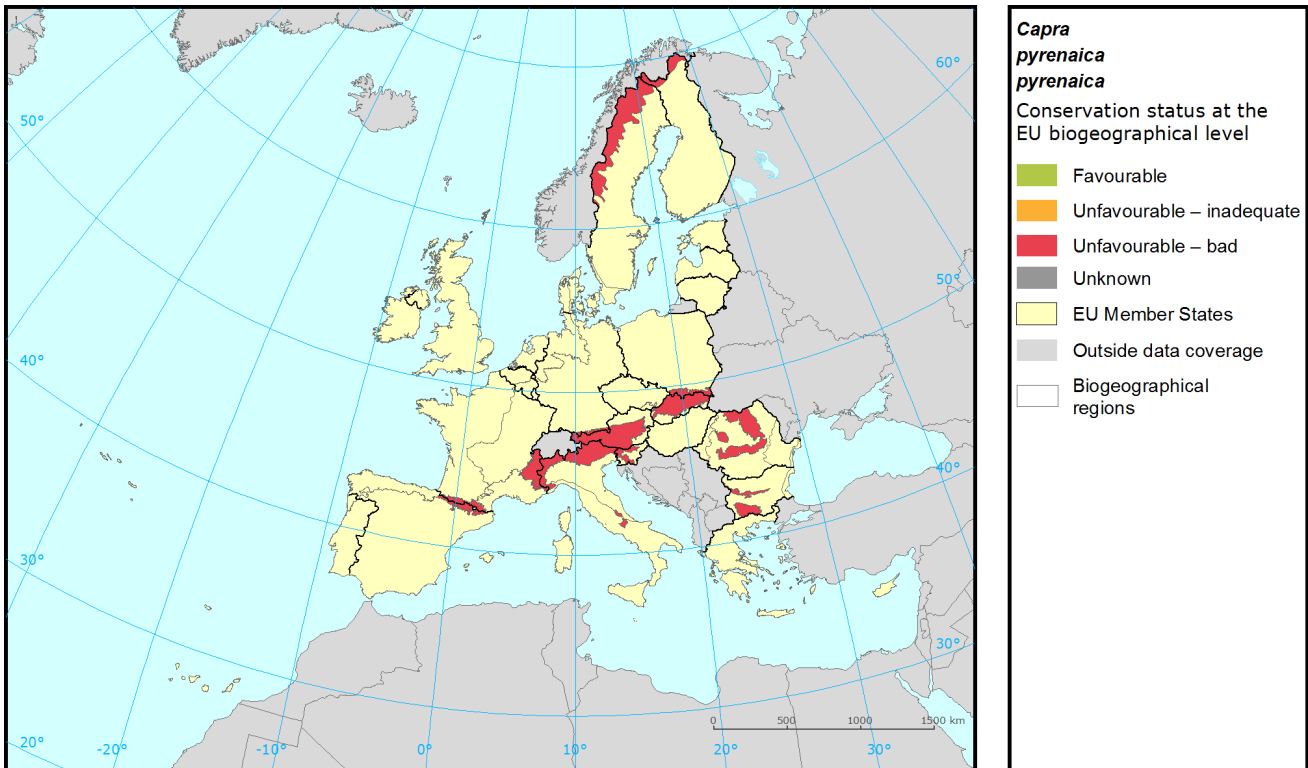 Capra
pyrenaica
pyrenaica
Conservation status at the
EU biogeographical level
Favourable
Unfavourable – inadequate
Unfavourable – bad
Unknown
EU Member States
Outside data coverage
Biogeographical
regions
60°
50°
50°
40°
40°
30°
30°
0 500 1000 1500 km
20° -20° -10° 0° 10° 20° 30°